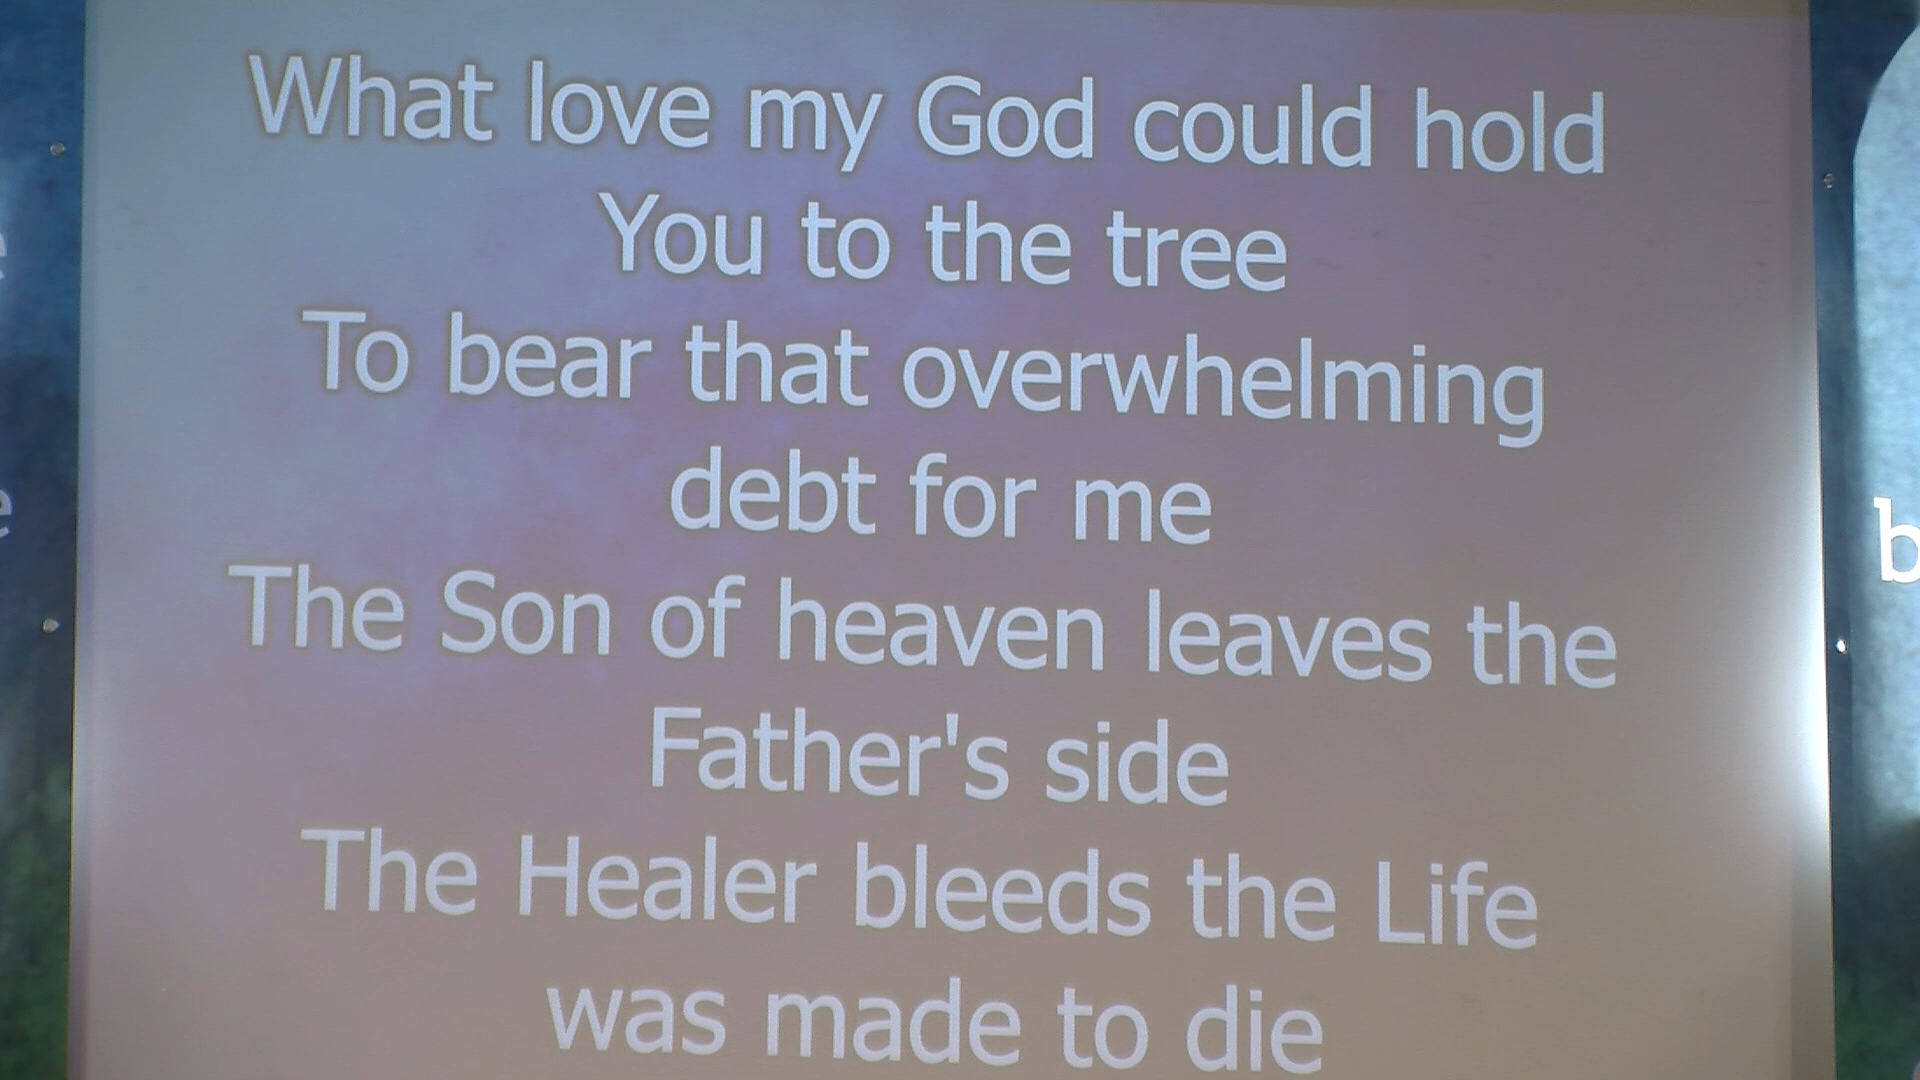 What love my God could hold
You to the tree
To bear that overwhelming
debt for me
The Son of heaven leaves the
Father's side
The Healer bleeds the Life
was made to die